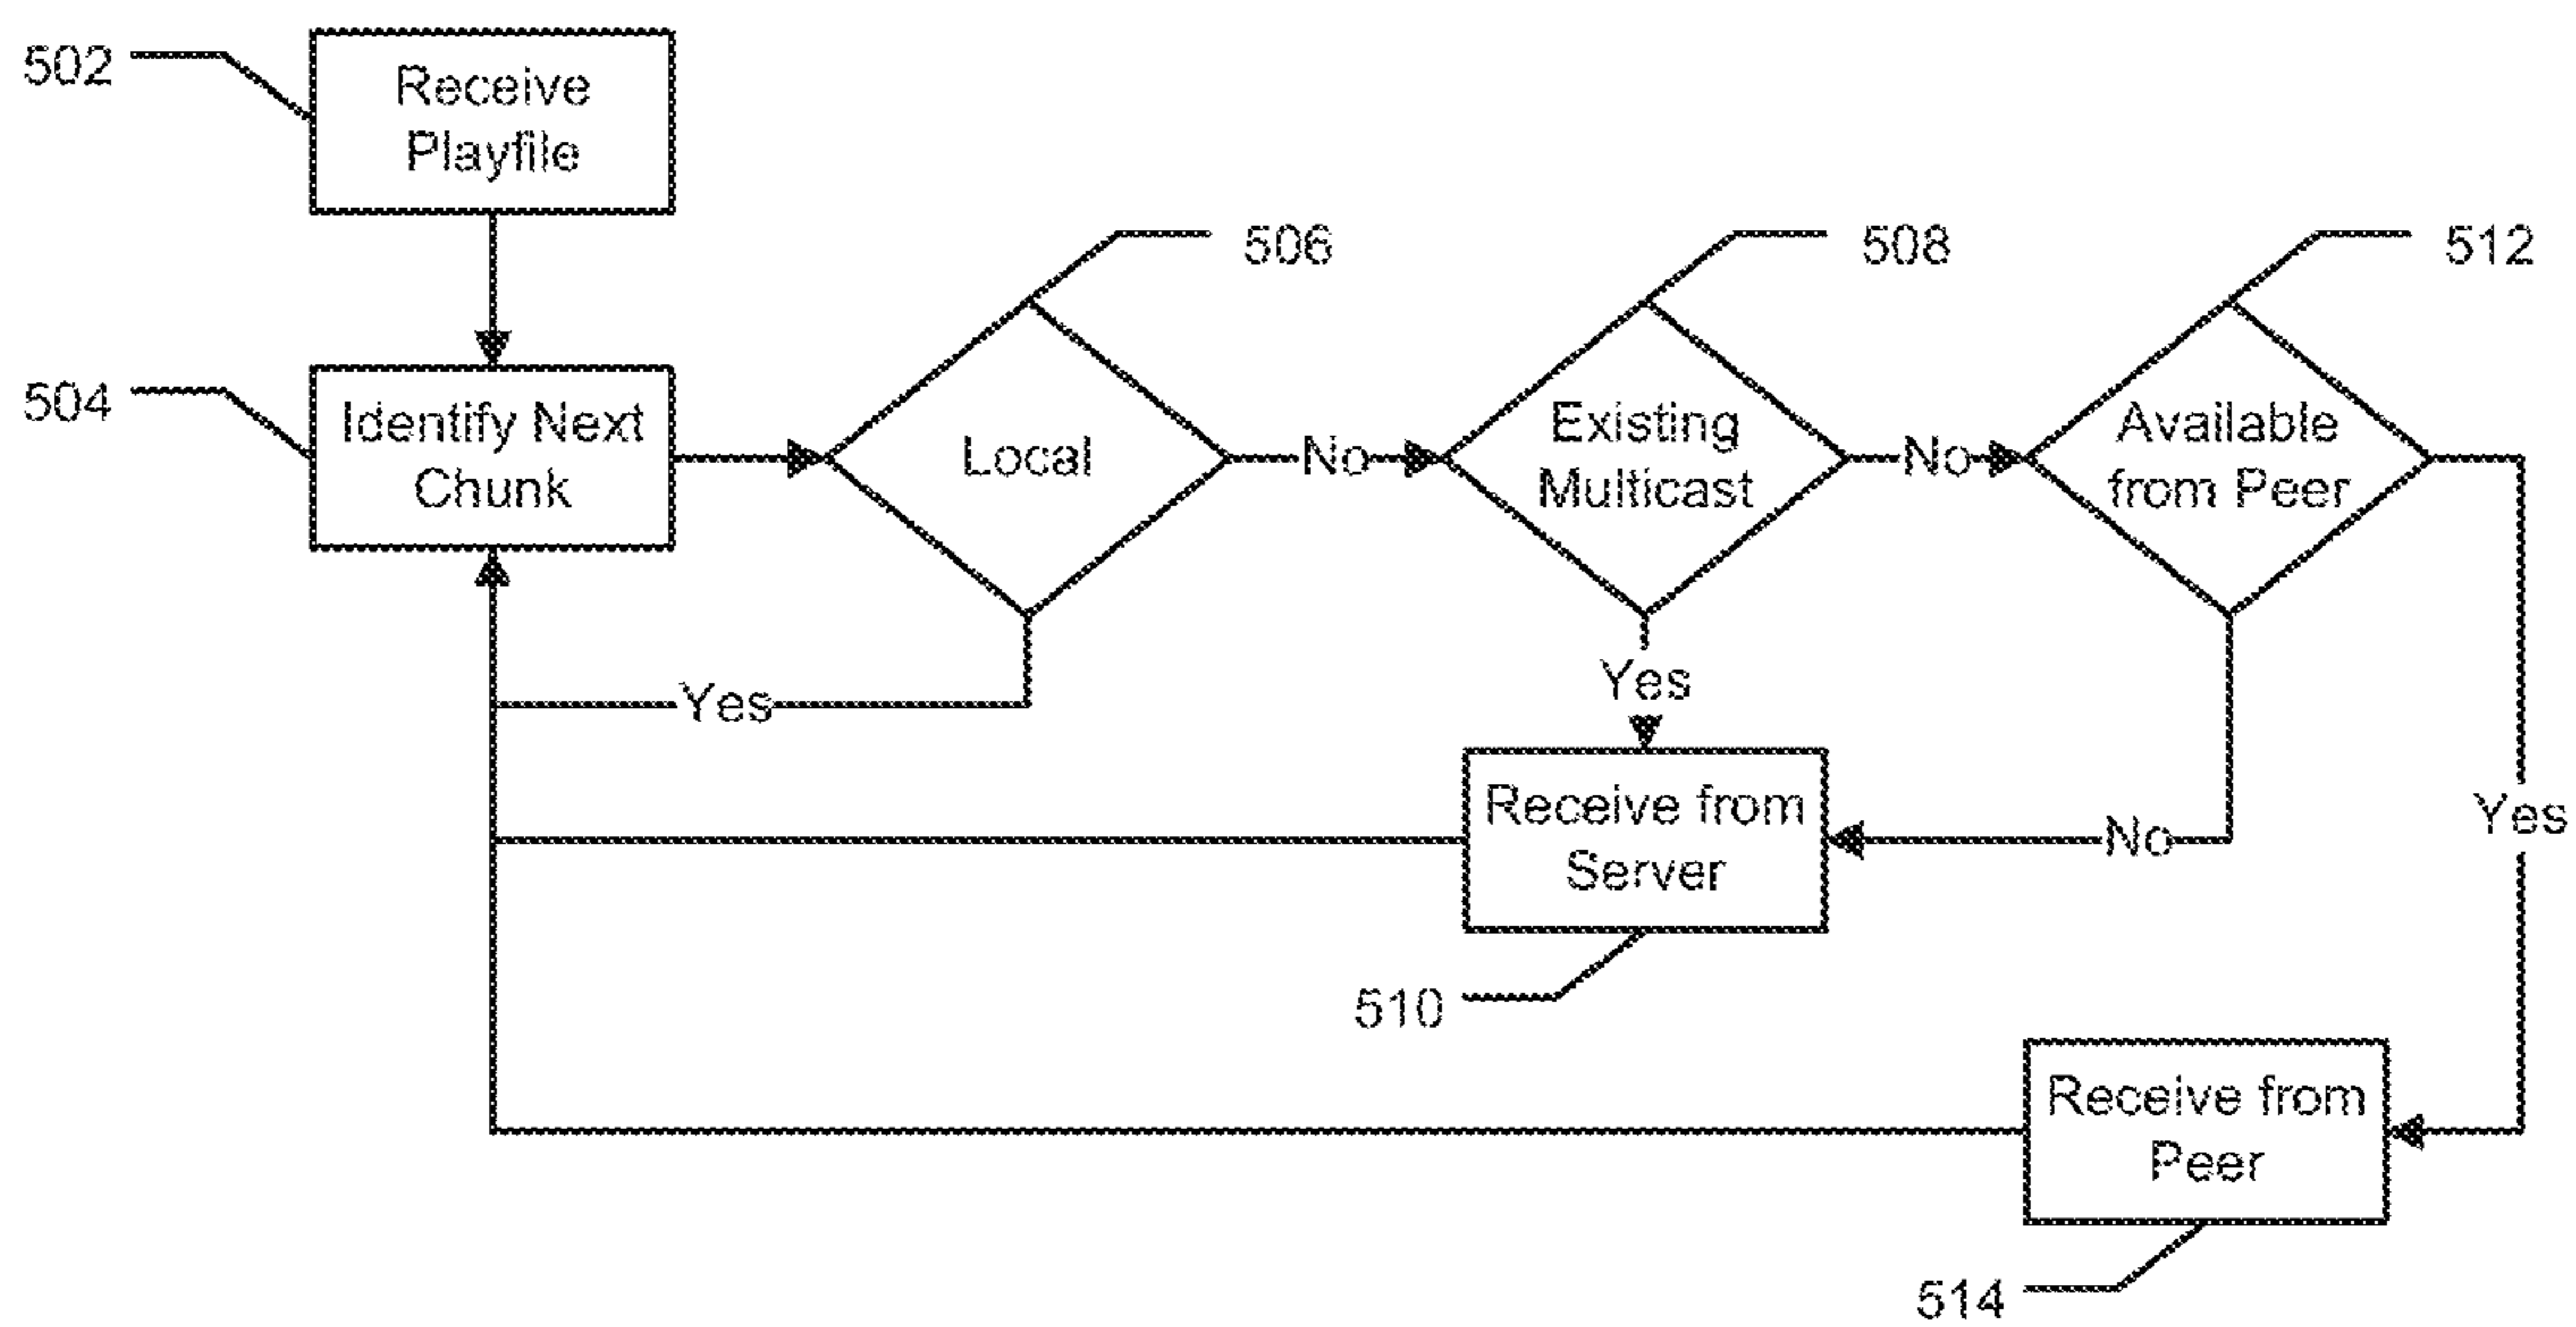 502
Receive
Playfile
506
508
512
504
Identify Next
Chunk
Local
No
Existing
Multicast
No
Available
from Peer
Yes
Yes
Receive from
Server
No
Yes
510
Receive from
Peer
514